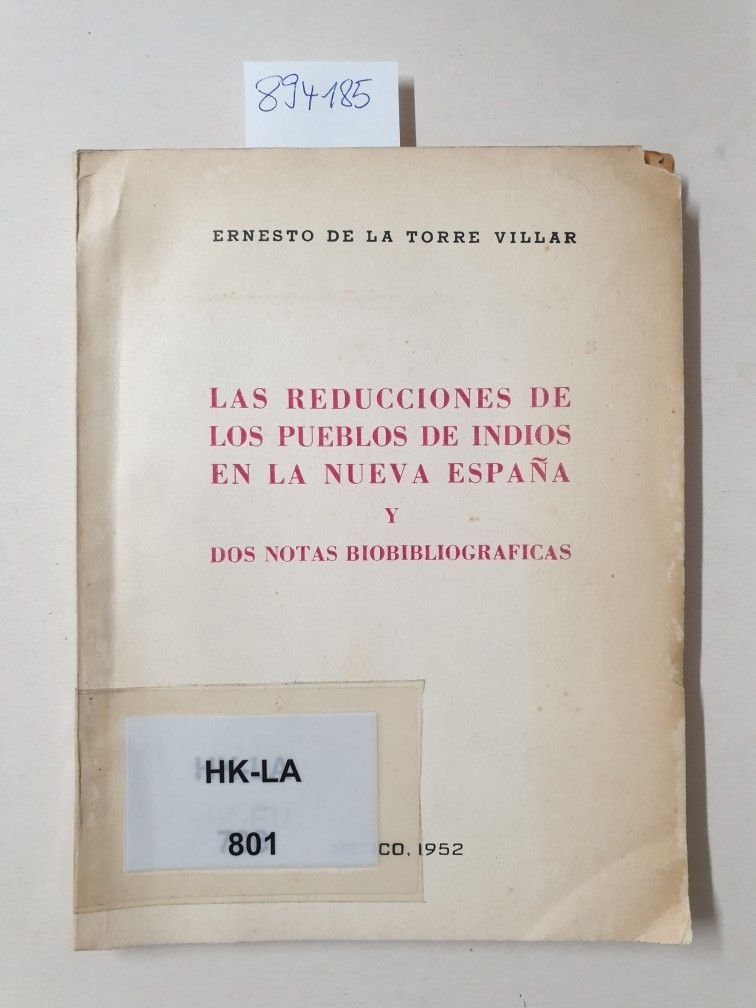 894185
ERNESTO DE LA TORRE VILLAR
LAS REDUCCIONES DE
LOS PUEBLOS DE INDIOS
EN LA NUEVA ESPAÑA
Y
DOS NOTAS BIOBIBLIOGRAFICAS
HK-LA
801
MEXICO, 1952